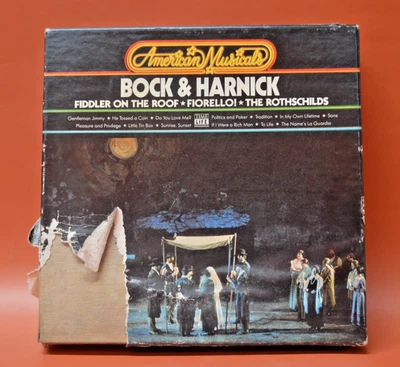 American Musicals
BOCK & HARNICK
FIDDLER ON THE ROOF ★ FIORELLO! ★ THE ROTHSCHILDS
Gentleman Jimmy ★ He Tossed a Coin ★ Do You Love Me? TIME Politics and Poker ★ Tradition ★ In My Own Lifetime ★ Sons
Pleasure and Privilege ★ Little Tin Box ★ Sunrise, Sunset LIFE If I Were a Rich Man ★ To Life ★ The Name's La Guardia